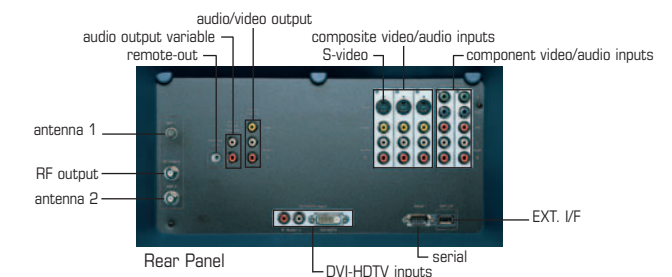 audio/video output
audio output variable
composite video/audio inputs
remote-out
S-video
component video/audio inputs
antenna 1
RF output
antenna 2
EXT. I/F
serial
Rear Panel
DVI-HDTV inputs